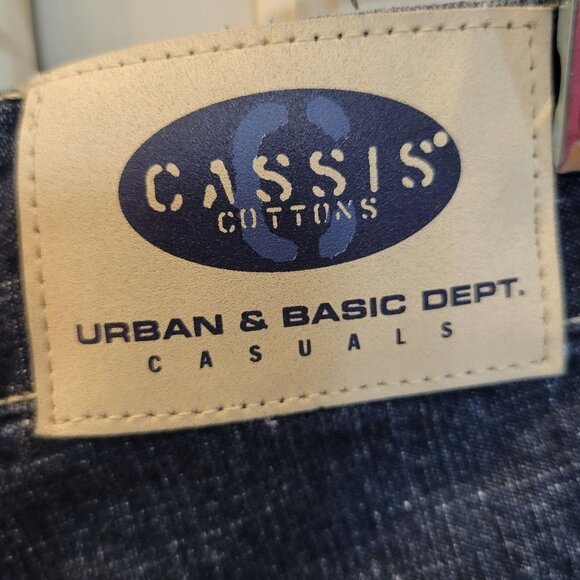 CASSIS
COTTONS
URBAN & BASIC DEPT.
CASUALS